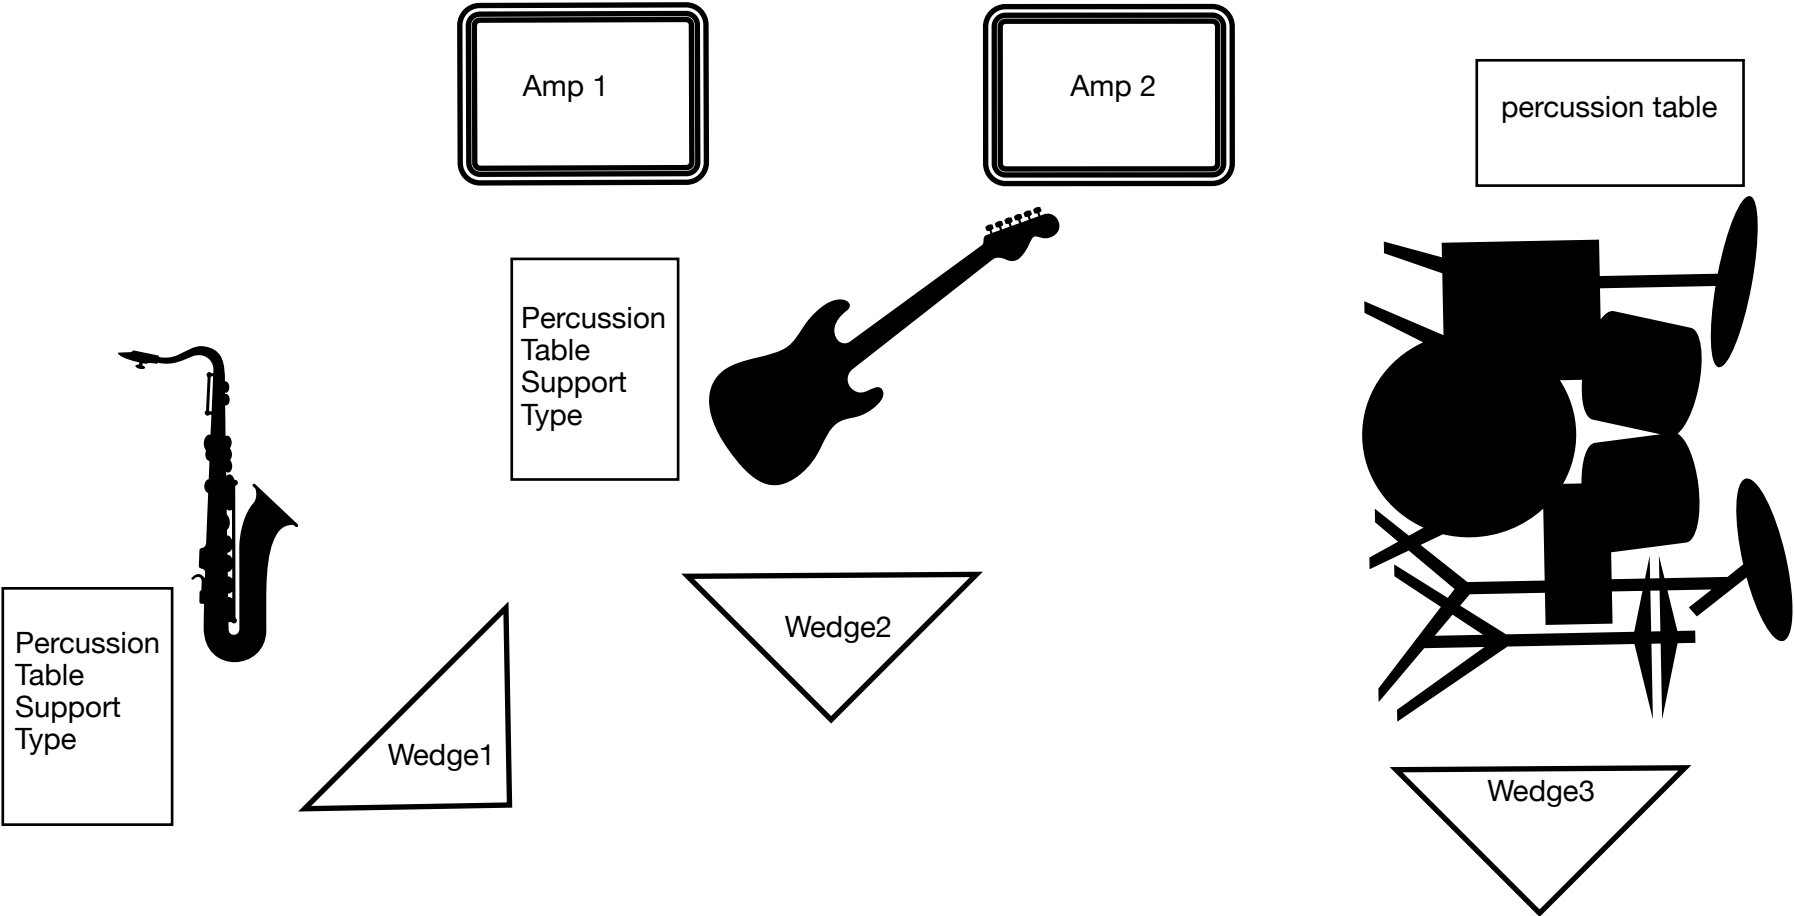 Amp 1
Amp 2
percussion table
Percussion
Table
Support
Type
Percussion
Table
Support
Type
Wedge1
Wedge2
Wedge3